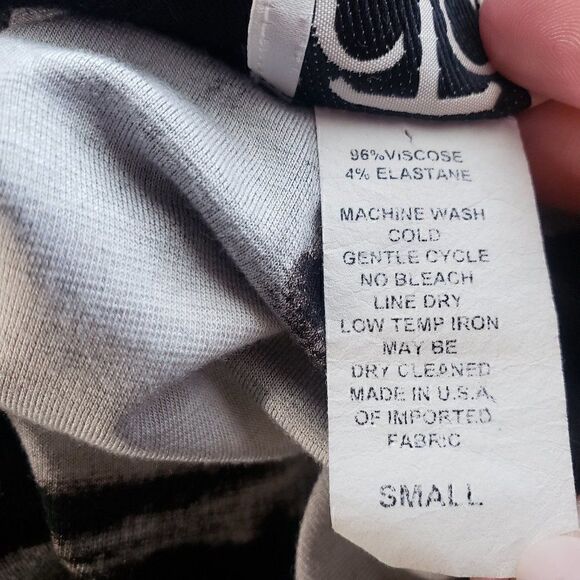 96% VISCOSE
4% ELASTANE
MACHINE WASH
COLD
GENTLE CYCLE
NO BLEACH
LINE DRY
LOW TEMP IRON
MAY BE
DRY CLEANED
MADE IN U.S.A.
OF IMPORTED
FABRIC
SMALL